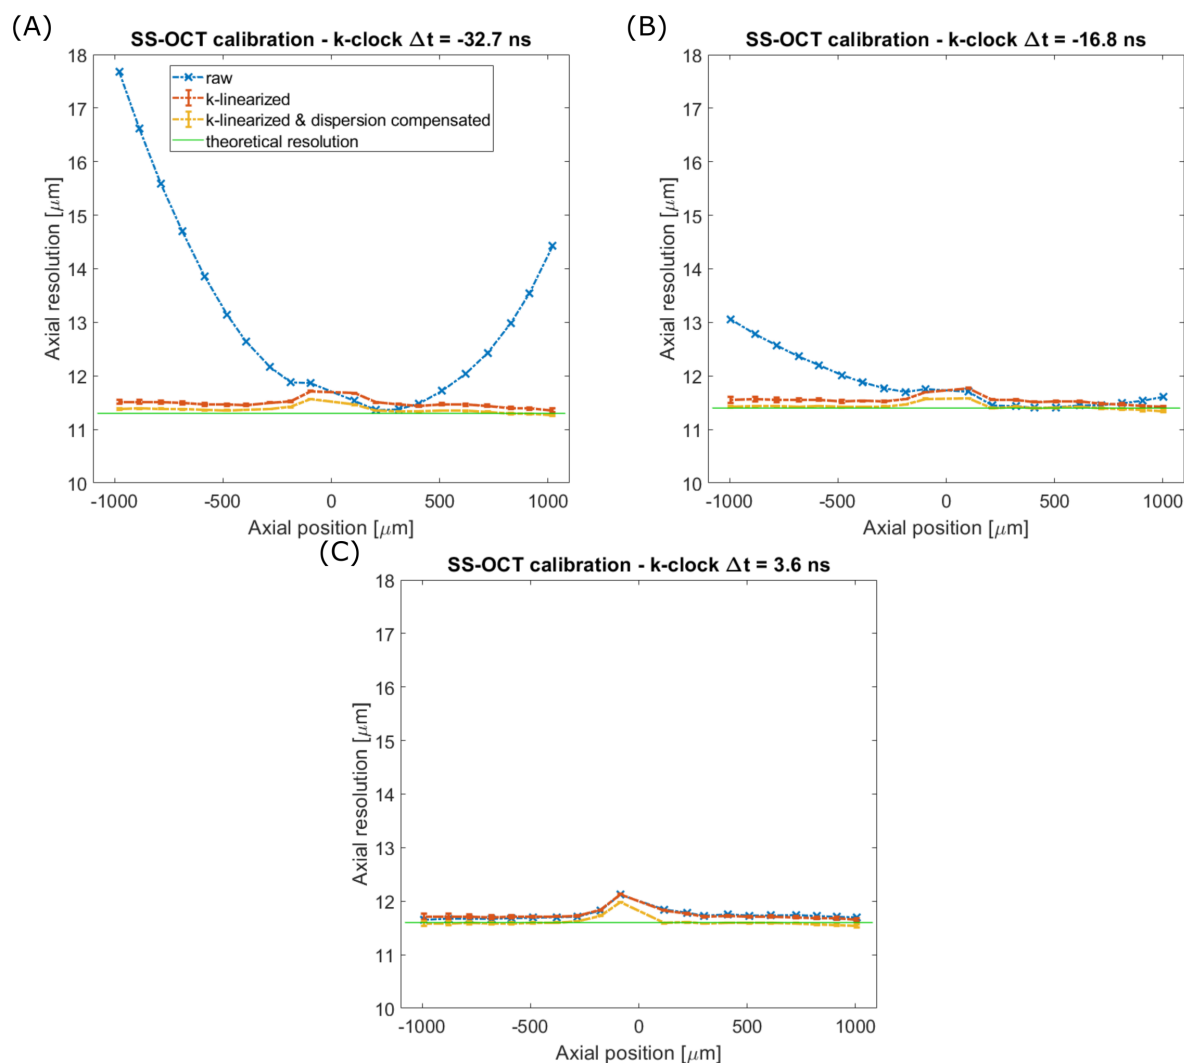 (A)
SS-OCT calibration - k-clock Δt = -32.7 ns
raw
k-linearized
k-linearized & dispersion compensated
theoretical resolution
Axial resolution [μm]
18
17
16
15
14
13
12
11
10
-1000
-500
0
500
1000
Axial position [μm]
(B)
SS-OCT calibration - k-clock Δt = -16.8 ns
Axial resolution [μm]
18
17
16
15
14
13
12
11
10
-1000
-500
0
500
1000
Axial position [μm]
(C)
SS-OCT calibration - k-clock Δt = 3.6 ns
Axial resolution [μm]
18
17
16
15
14
13
12
11
10
-1000
-500
0
500
1000
Axial position [μm]